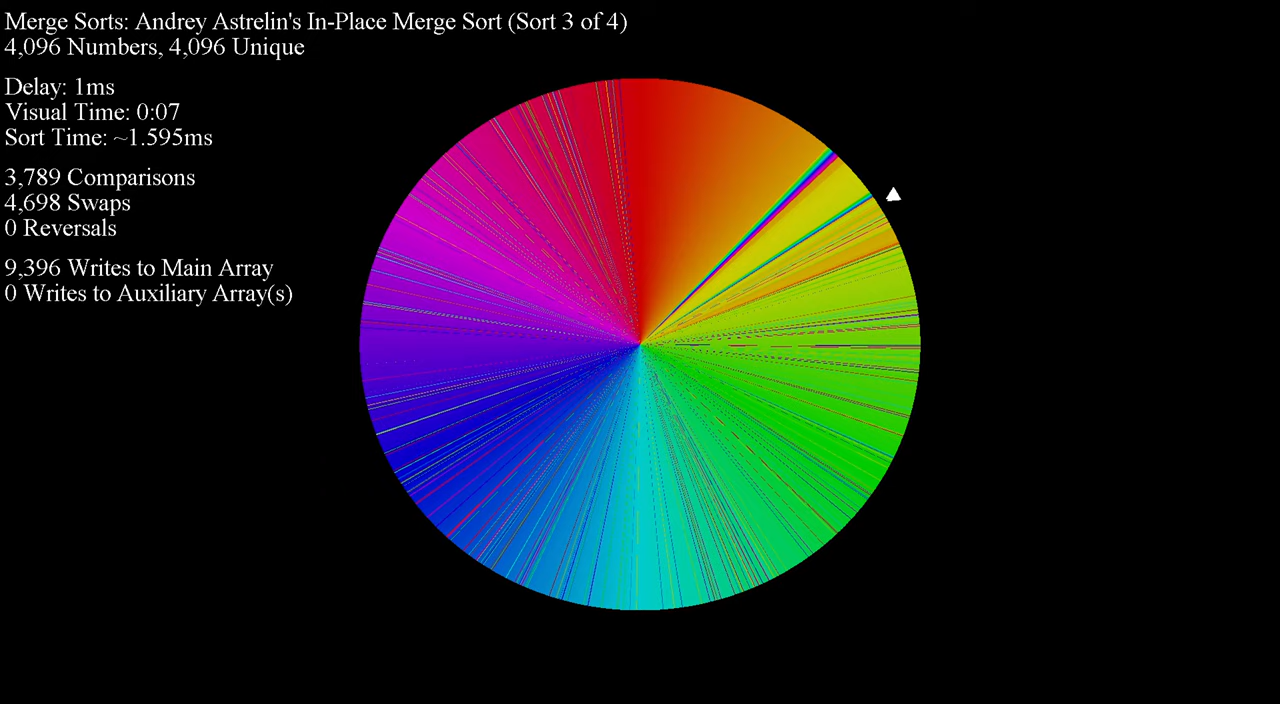 Merge Sorts: Andrey Astrelin's In-Place Merge Sort (Sort 3 of 4)
4,096 Numbers, 4,096 Unique
Delay: 1ms
Visual Time: 0:07
Sort Time: ~1.595ms
3,789 Comparisons
4,698 Swaps
0 Reversals
9,396 Writes to Main Array
0 Writes to Auxiliary Array(s)